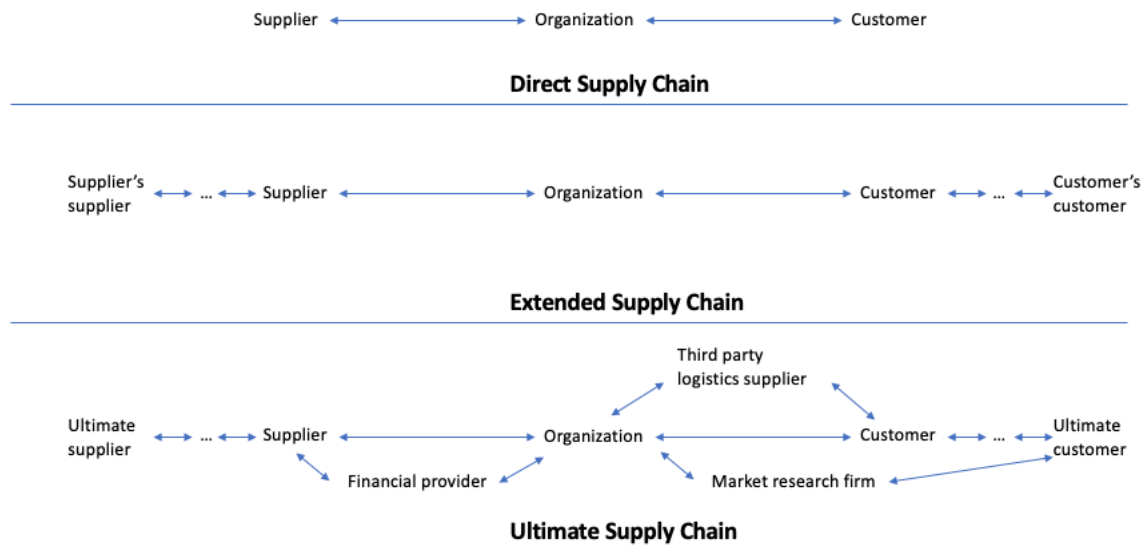 Supplier Organization Customer
Direct Supply Chain
Supplier's
supplier
... Supplier Organization Customer ... Customer's
customer
Extended Supply Chain
Third party
logistics supplier
Ultimate
supplier
... Supplier Organization Customer ... Ultimate
customer
Financial provider Market research firm
Ultimate Supply Chain